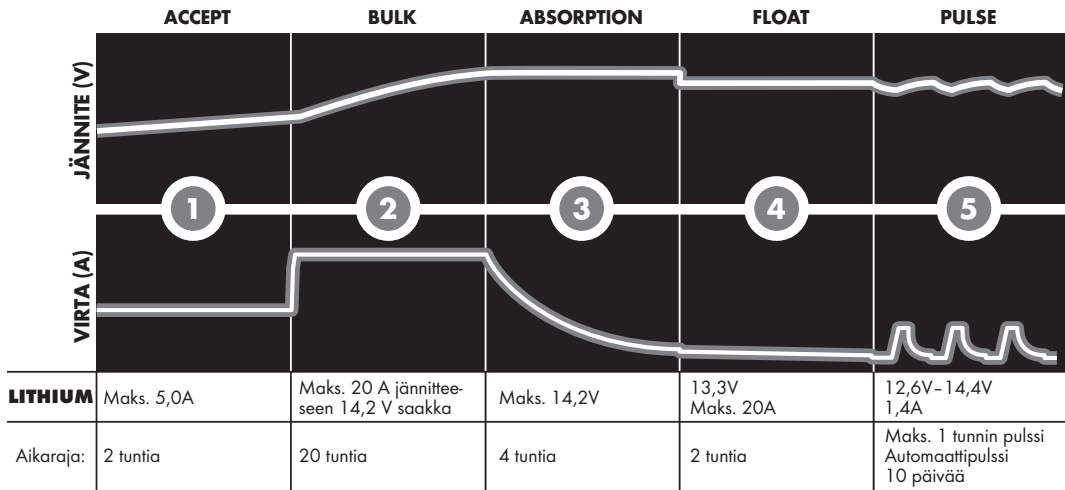 ACCEPT BULK ABSORPTION FLOAT PULSE
JÄNNITE (V)
1 2 3 4 5
VIRTA (A)
LITHIUM Maks. 5,0A Maks. 20 A jännittee-
seen 14,2 V saakka Maks. 14,2V 13,3V
Maks. 20A 12,6V–14,4V
1,4A
Aikaraja: 2 tuntia 20 tuntia 4 tuntia 2 tuntia Maks. 1 tunnin pulssi
Automaattipulssi
10 päivää